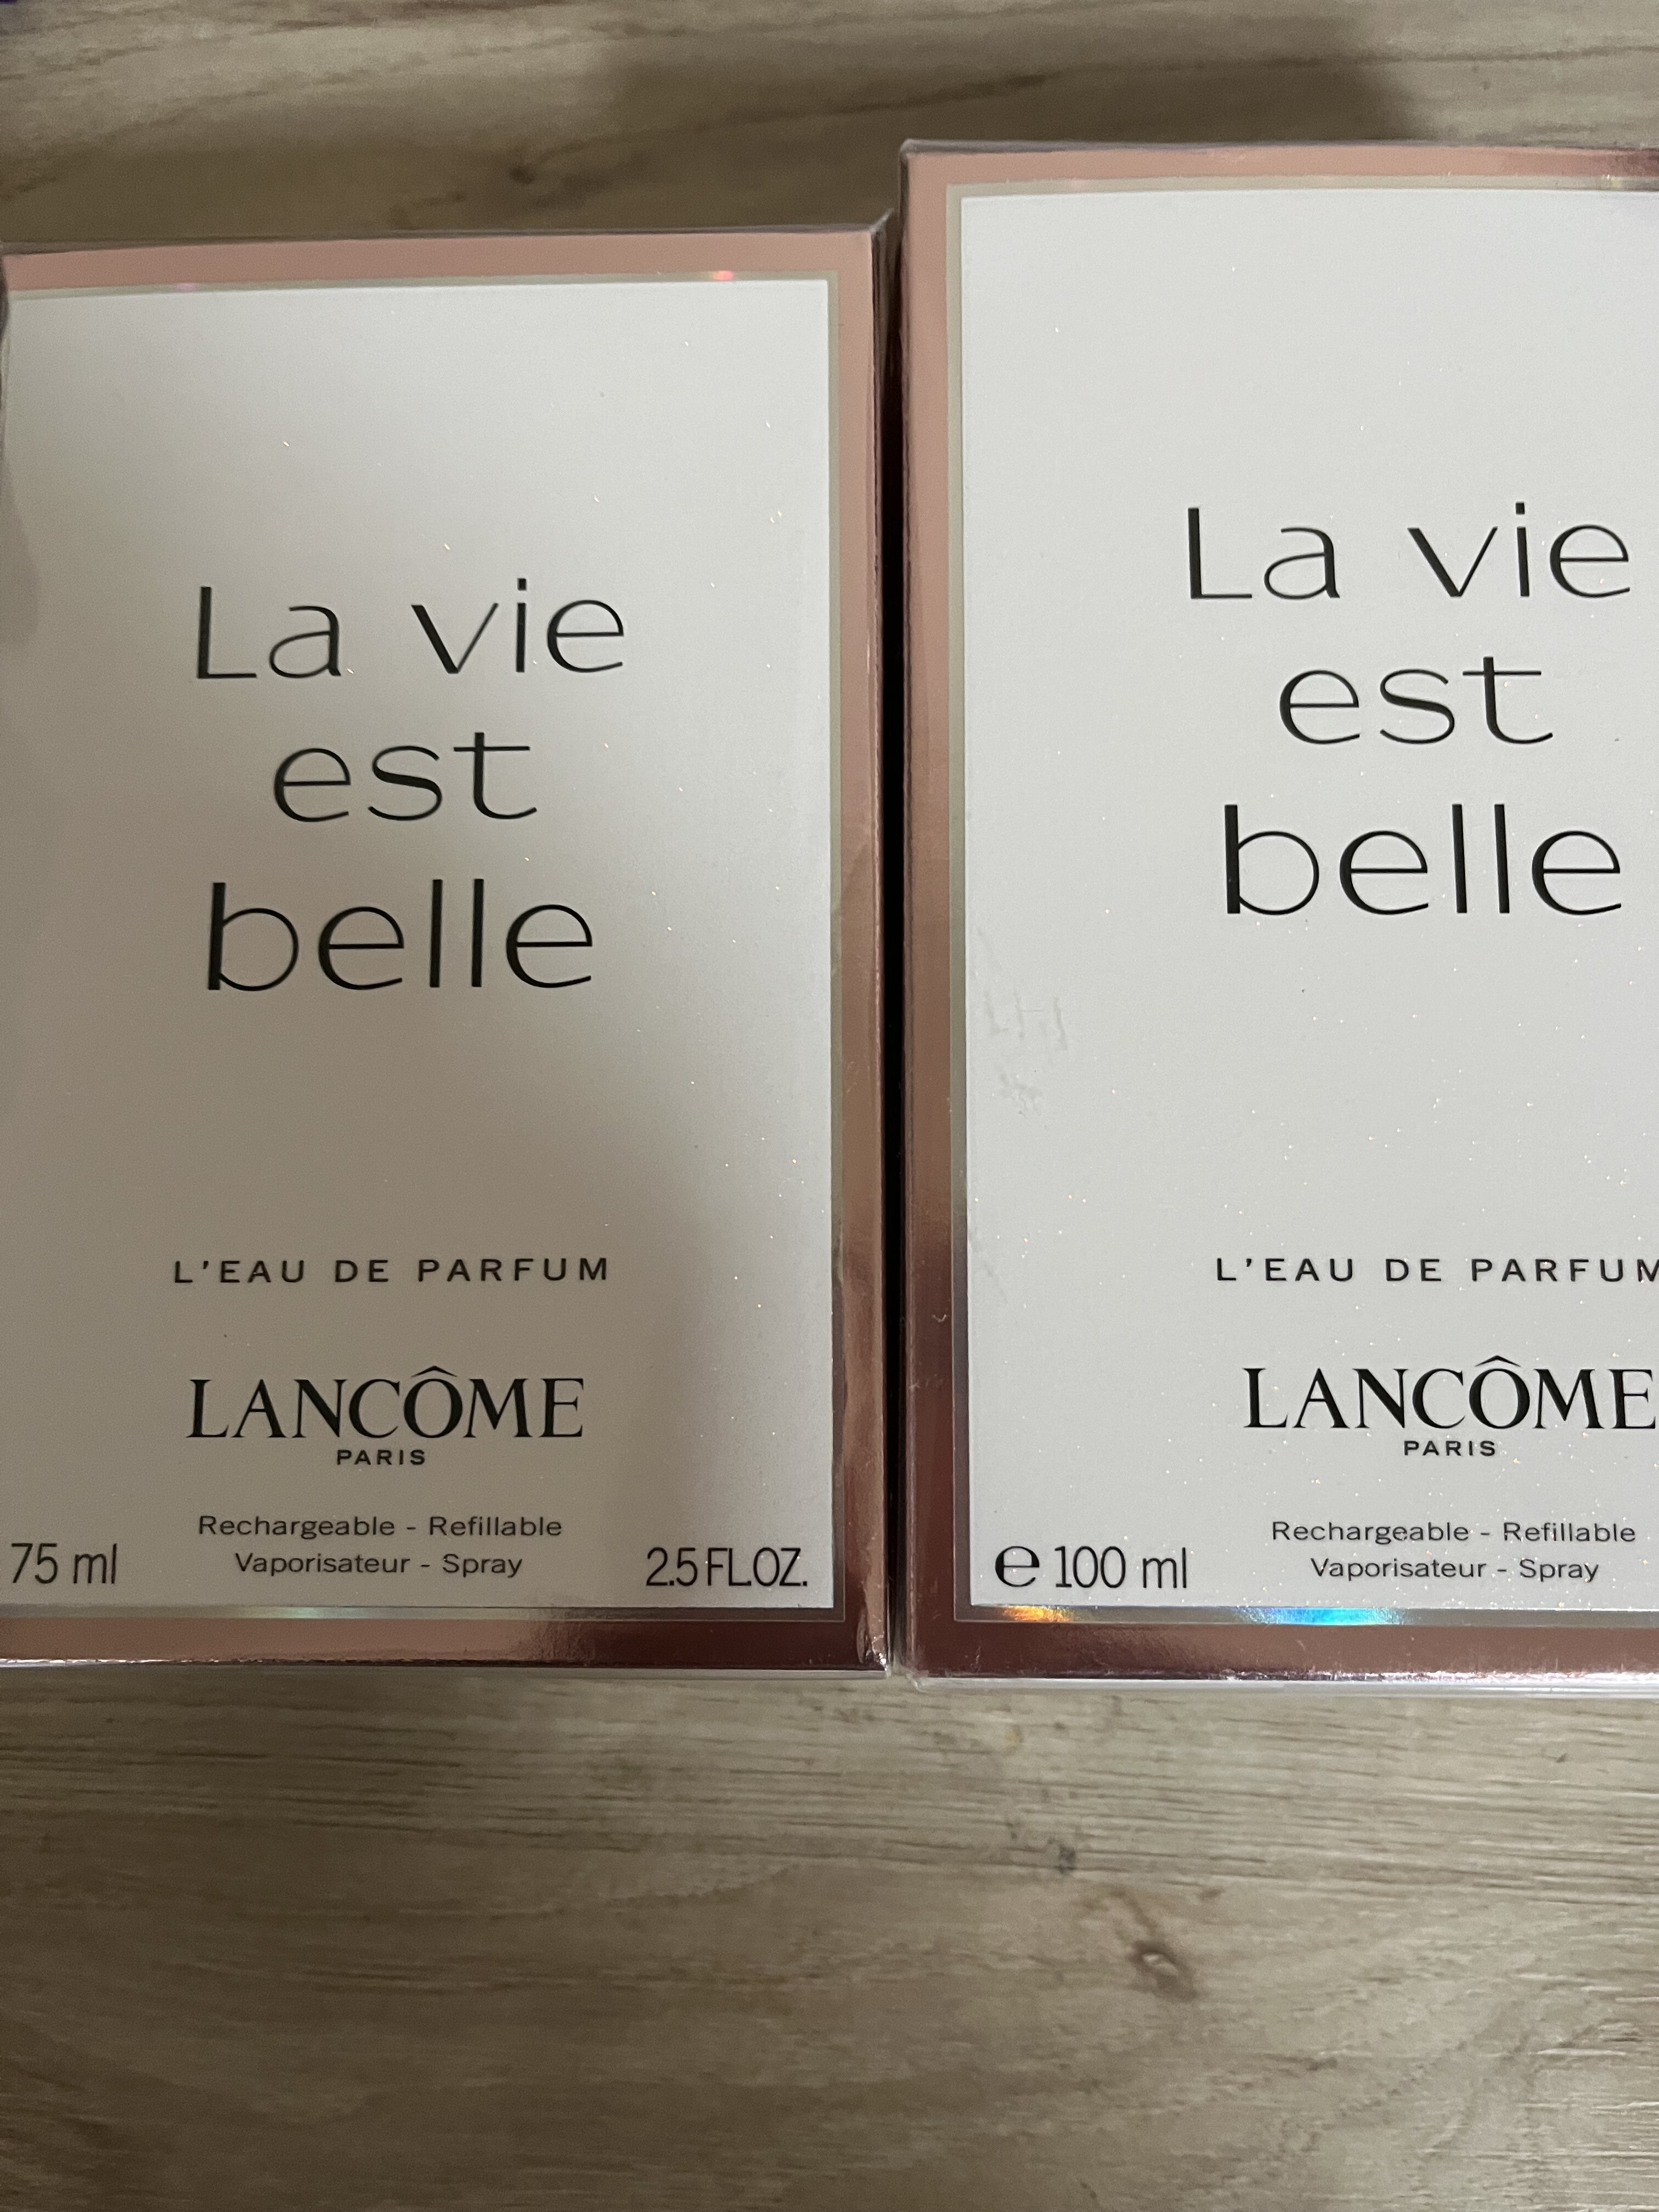 La vie
est
belle
L'EAU DE PARFUM
LANCÔME
PARIS
Rechargeable - Refillable
Vaporisateur - Spray
75 ml
2.5 FL.OZ.
La vie
est
belle
L'EAU DE PARFUM
LANCÔME
PARIS
Rechargeable - Refillable
Vaporisateur - Spray
℮ 100 ml